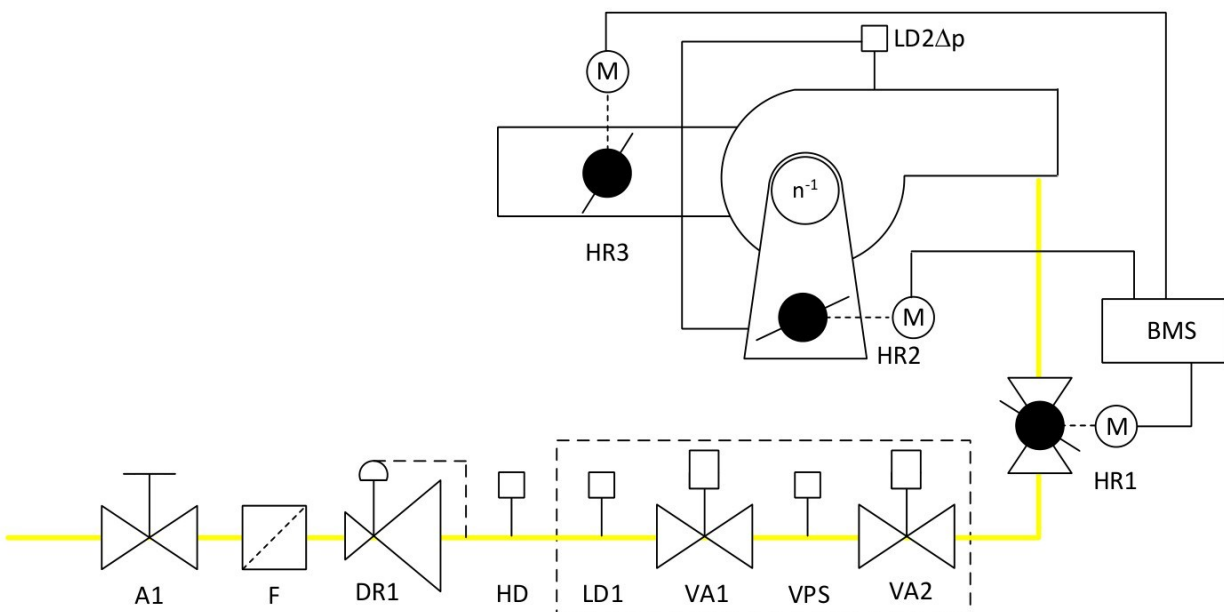 LD2Δp
M
n⁻¹
HR3
M
HR2
BMS
M
HR1
A1
F
DR1
HD
LD1
VA1
VPS
VA2